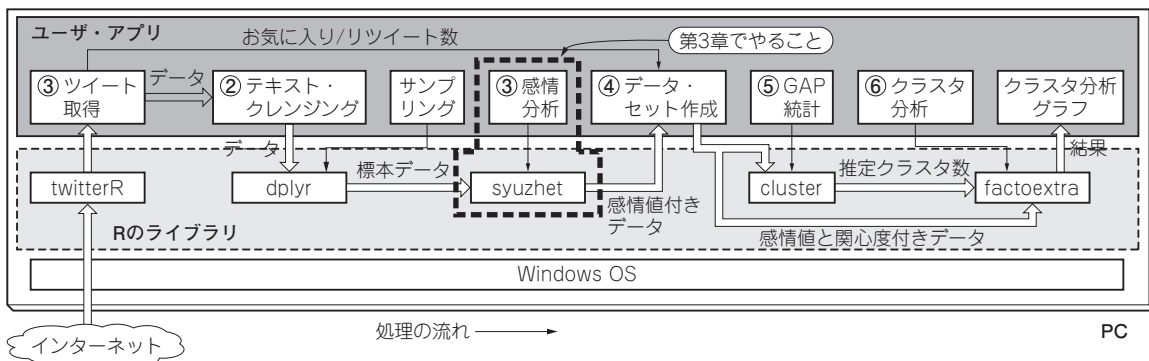 ユーザ・アプリ
お気に入り/リツイート数
第3章でやること
③ツイート
取得
データ
②テキスト・
クレンジング
サンプ
リング
③感情
分析
④データ・
セット作成
⑤GAP
統計
⑥クラスタ
分析
クラスタ分析
グラフ
データ
標本データ
推定クラスタ数
結果
twitterR
dplyr
syuzhet
cluster
factoextra
感情値付き
データ
Rのライブラリ
感情値と関心度付きデータ
Windows OS
処理の流れ
PC
インターネット